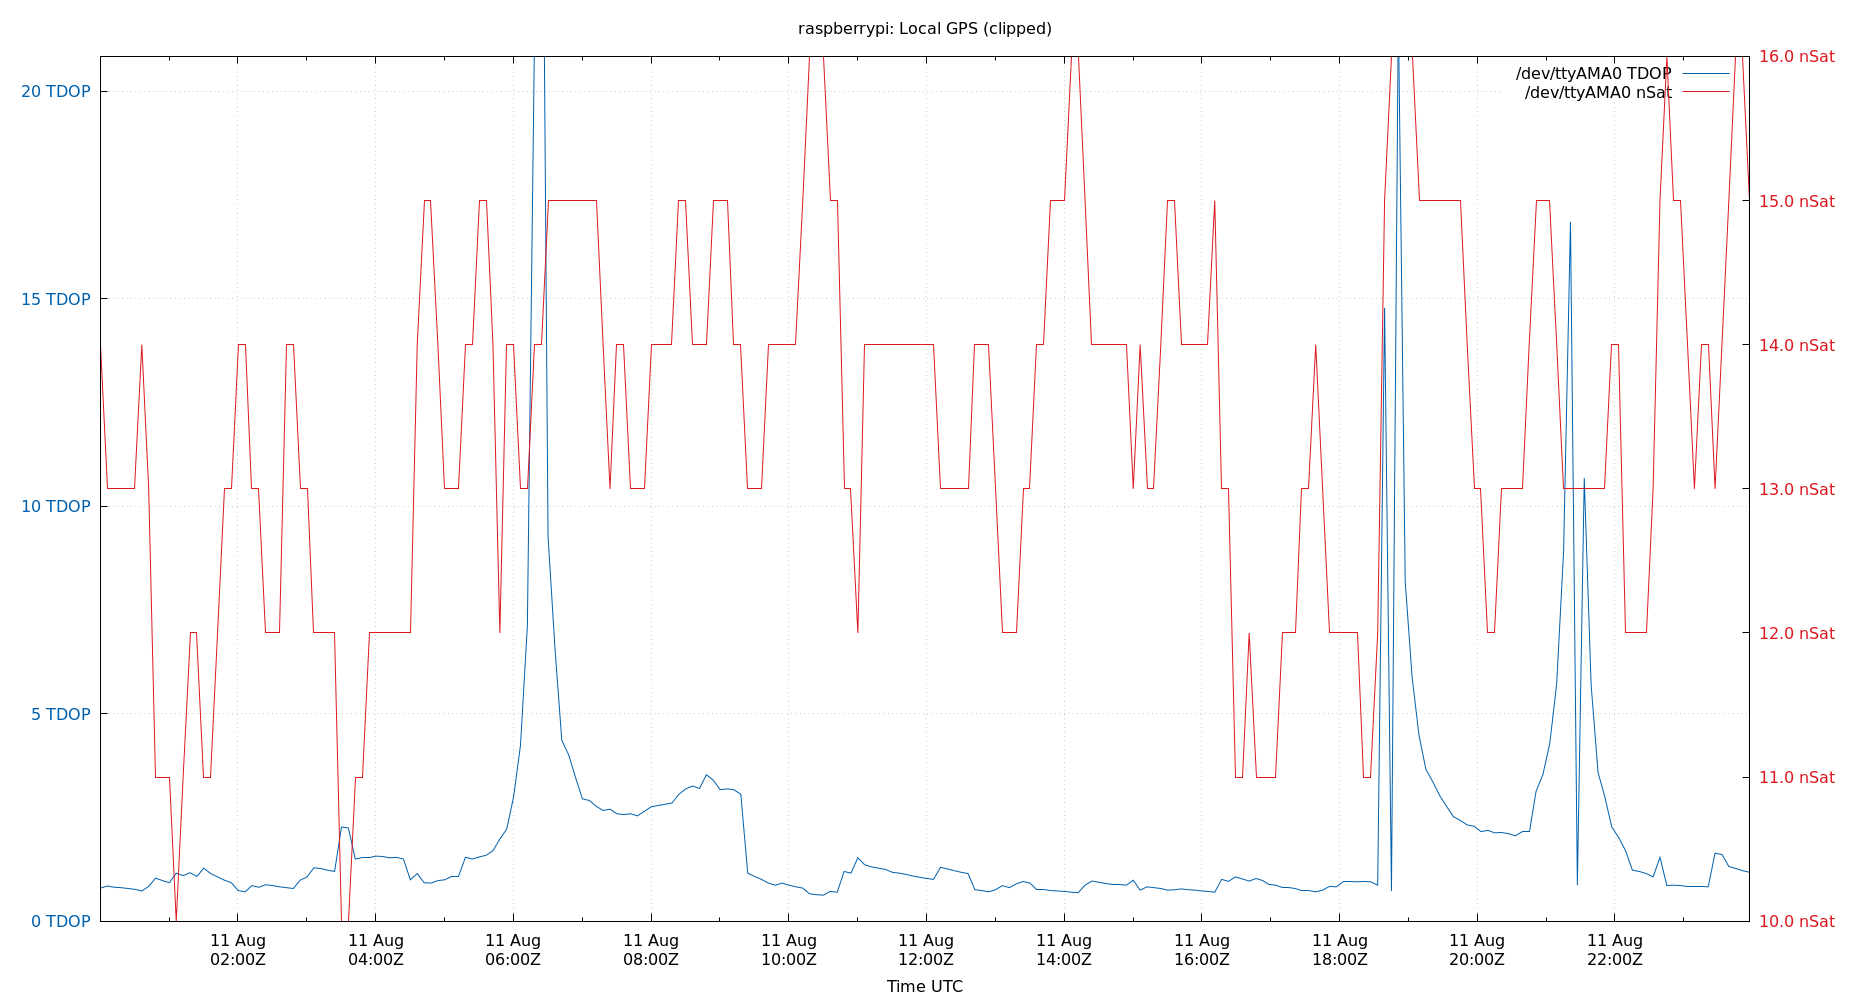 raspberrypi: Local GPS (clipped)
/dev/ttyAMA0 TDOP
/dev/ttyAMA0 nSat
20 TDOP
15 TDOP
10 TDOP
5 TDOP
0 TDOP
16.0 nSat
15.0 nSat
14.0 nSat
13.0 nSat
12.0 nSat
11.0 nSat
10.0 nSat
11 Aug
02:00Z
11 Aug
04:00Z
11 Aug
06:00Z
11 Aug
08:00Z
11 Aug
10:00Z
11 Aug
12:00Z
11 Aug
14:00Z
11 Aug
16:00Z
11 Aug
18:00Z
11 Aug
20:00Z
11 Aug
22:00Z
Time UTC